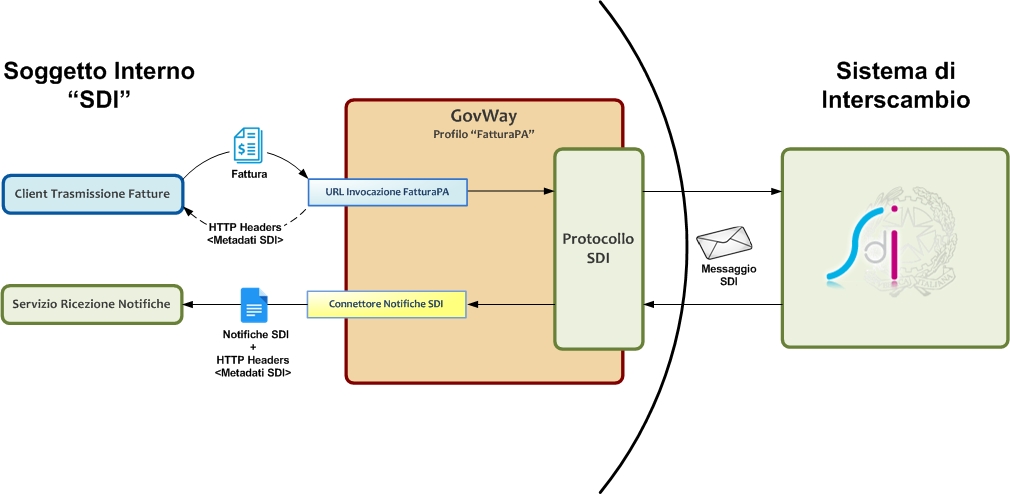 Soggetto Interno
“SDI”
Sistema di
Interscambio
GovWay
Profilo “FatturaPA”
Client Trasmissione Fatture
Fattura
URL Invocazione FatturaPA
HTTP Headers
<Metadati SDI>
Protocollo
SDI
Messaggio
SDI
Sdi
Servizio Ricezione Notifiche
Connettore Notifiche SDI
Notifiche SDI
+
HTTP Headers
<Metadati SDI>